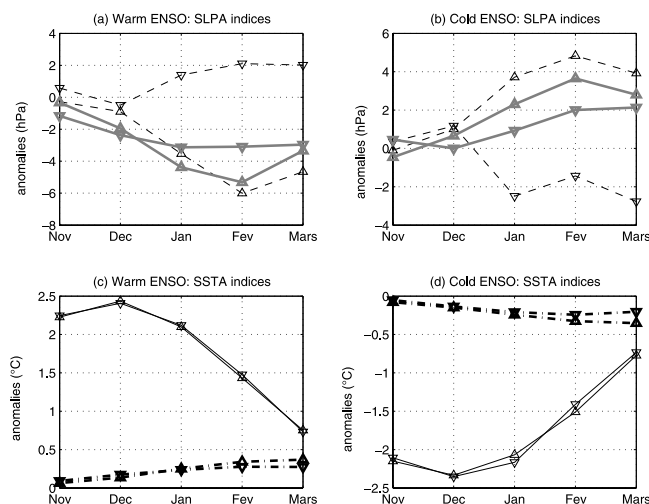 (a) Warm ENSO: SLPA indices
(b) Cold ENSO: SLPA indices
4
2
0
−2
−4
−6
−8
anomalies (hPa)
Nov Dec Jan Fev Mars
6
4
2
0
−2
−4
anomalies (hPa)
Nov Dec Jan Fev Mars
(c) Warm ENSO: SSTA indices
(d) Cold ENSO: SSTA indices
2.5
2
1.5
1
0.5
0
anomalies (°C)
Nov Dec Jan Fev Mars
0
−0.5
−1
−1.5
−2
−2.5
anomalies (°C)
Nov Dec Jan Fev Mars